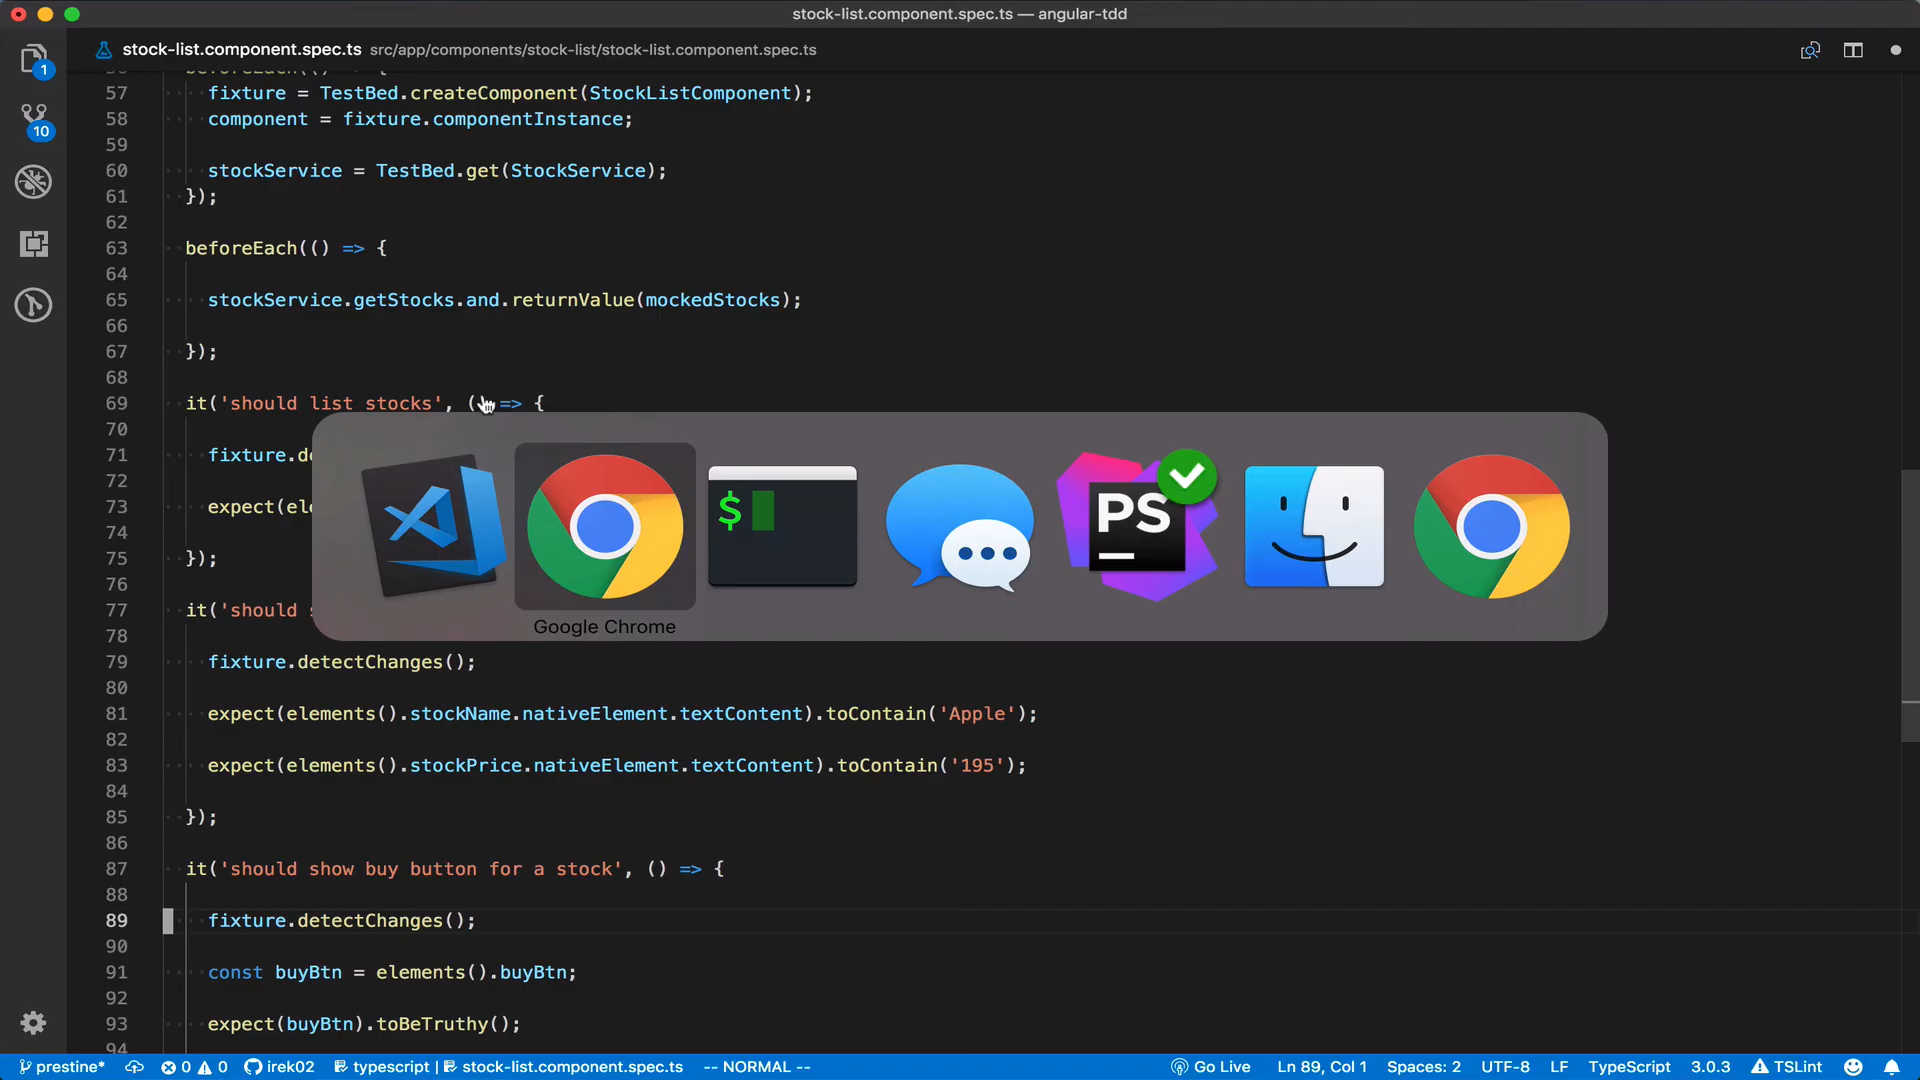 stock-list.component.spec.ts — angular-tdd
stock-list.component.spec.ts src/app/components/stock-list/stock-list.component.spec.ts
1
10
57 fixture = TestBed.createComponent(StockListComponent);
58 component = fixture.componentInstance;
59
60 stockService = TestBed.get(StockService);
61 });
62
63 beforeEach(() => {
64
65 stockService.getStocks.and.returnValue(mockedStocks);
66
67 });
68
69 it('should list stocks', () => {
70
71 fixture.d
72
73 expect(el
74
75 });
76
77 it('should
78
79 fixture.detectChanges();
80
81 expect(elements().stockName.nativeElement.textContent).toContain('Apple');
82
83 expect(elements().stockPrice.nativeElement.textContent).toContain('195');
84
85 });
86
87 it('should show buy button for a stock', () => {
88
89 fixture.detectChanges();
90
91 const buyBtn = elements().buyBtn;
92
93 expect(buyBtn).toBeTruthy();
94
$
PS
Google Chrome
prestine* 0 0 irek02 typescript | stock-list.component.spec.ts -- NORMAL -- Go Live Ln 89, Col 1 Spaces: 2 UTF-8 LF TypeScript 3.0.3 TSLint